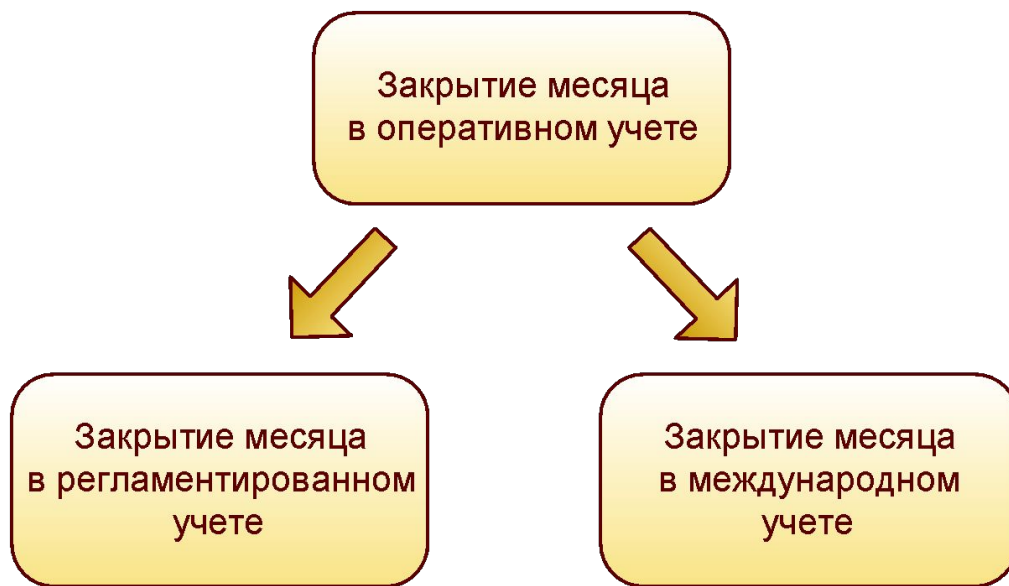 Закрытие месяца
в оперативном учете
Закрытие месяца
в регламентированном
учете
Закрытие месяца
в международном
учете